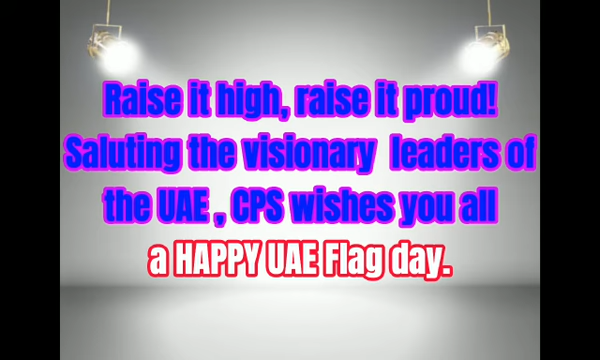 Raise it high, raise it proud!
Saluting the visionary leaders of
the UAE , CPS wishes you all
a HAPPY UAE Flag day.